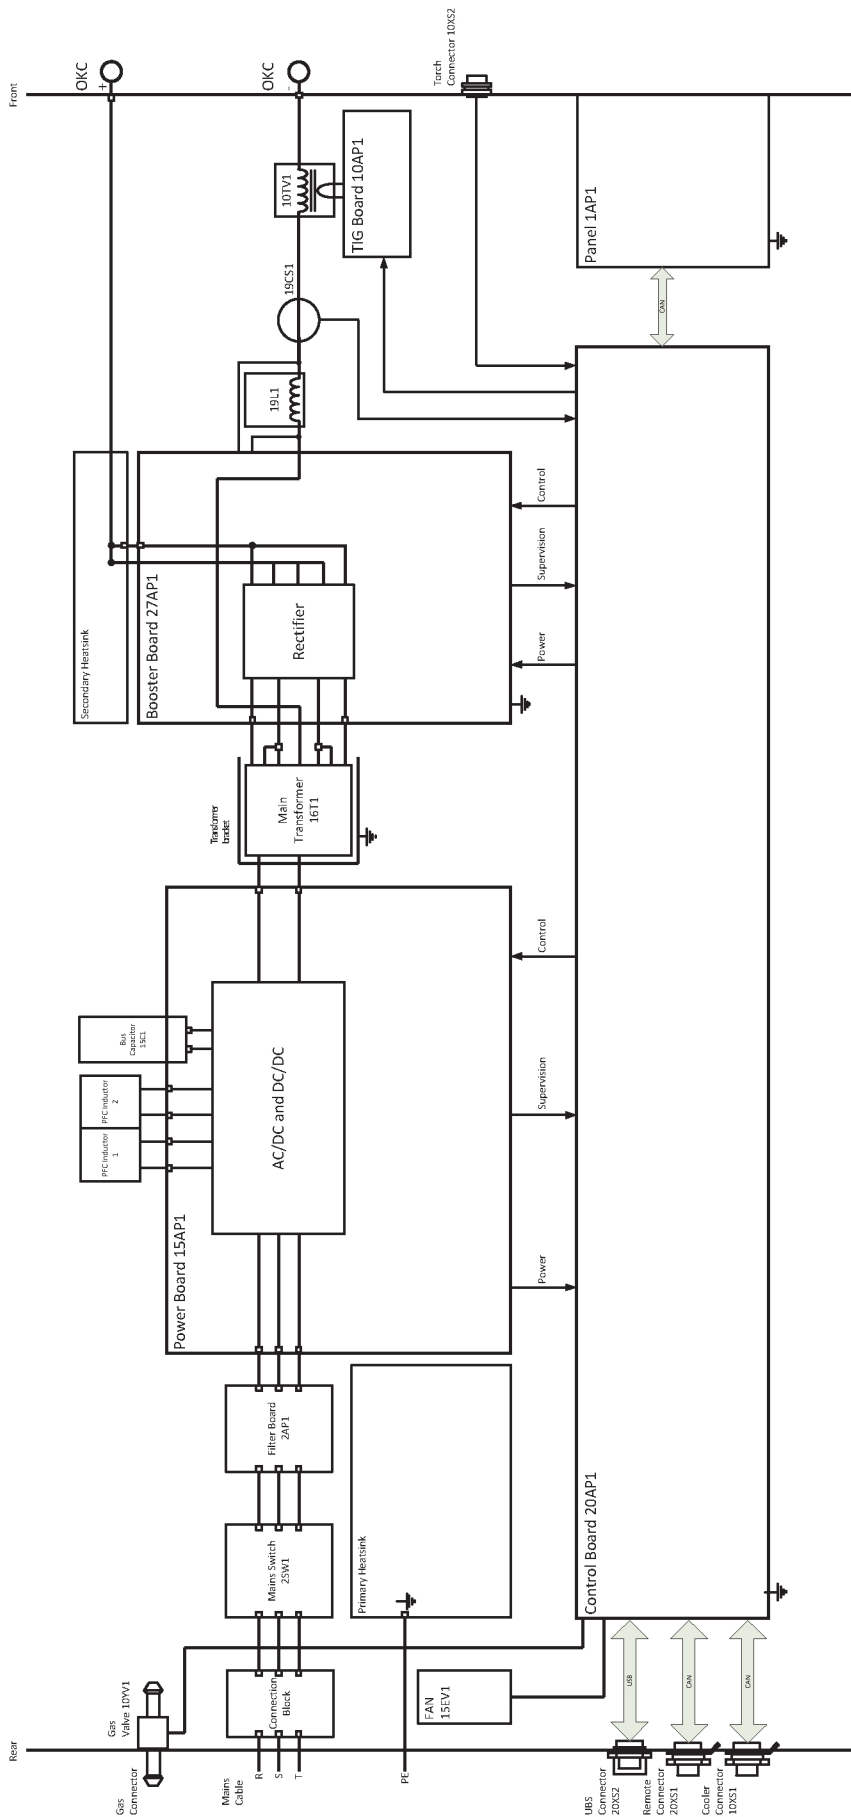 Front
OKC
+
OKC
-
Torch
Connector 10XS2
10TV1
TIG Board 10AP1
Panel 1AP1
CAN
19CS1
19L1
Secondary Heatsink
Booster Board 27AP1
Rectifier
Control
Supervision
Power
Transformer
bracket
Main
Transformer
16T1
Bus
Capacitor
15C1
PFC Inductor
2
PFC Inductor
1
AC/DC and DC/DC
Power Board 15AP1
Control
Supervision
Power
Filter Board
2AP1
Mains Switch
2SW1
Primary Heatsink
Control Board 20AP1
Gas
Valve 10YV1
Connection
Block
FAN
15EV1
USB
CAN
CAN
Rear
Gas
Connector
Mains
Cable
R
S
T
PE
UBS
Connector
20XS2
Remote
Connector
20XS1
Cooler
Connector
10XS1